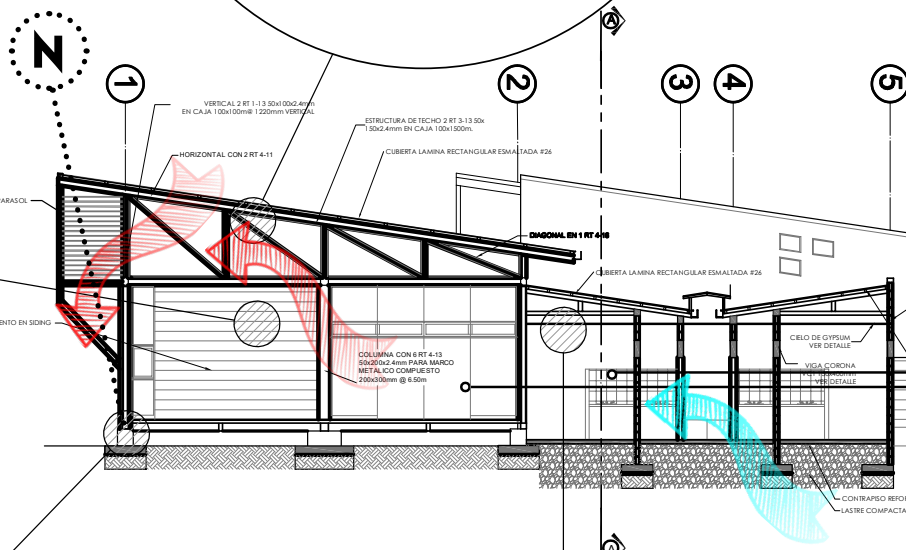 A
N
1
2
3
4
5
VERTICAL 2 RT 1-13 50x100x2.4mm
EN CAJA 100x100m@ 1220mm VERTICAL
ESTRUCTURA DE TECHO 2 RT 3-13 50x
150x2.4mm EN CAJA 100x1500m.
HORIZONTAL CON 2 RT 4-11
CUBIERTA LAMINA RECTANGULAR ESMALTADA #26
PARASOL
DIAGONAL EN 1 RT 4-16
CUBIERTA LAMINA RECTANGULAR ESMALTADA #26
ENTO EN SIDING
CIELO DE GYPSUM
VER DETALLE
COLUMNA CON 6 RT 4-13
50x200x2.4mm PARA MARCO
METALICO COMPUESTO
200x300mm @ 6.50m
VIGA CORONA
VER DETALLE
CONTRAPISO REFO
LASTRE COMPACTA
A